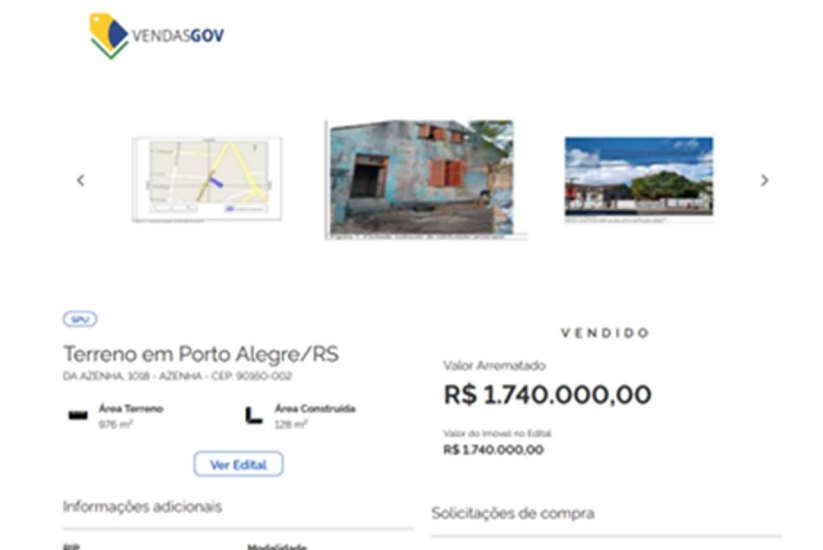 VENDASGOV
SPU
Terreno em Porto Alegre/RS
DA AZENHA, 1018 - AZENHA - CEP: 90160-002
Área Terreno
976 m²
Área Construída
128 m²
Ver Edital
Informações adicionais
RIP
Modalidade
VENDIDO
Valor Arrematado
R$ 1.740.000,00
Valor do Imóvel no Edital
R$ 1.740.000,00
Solicitações de compra